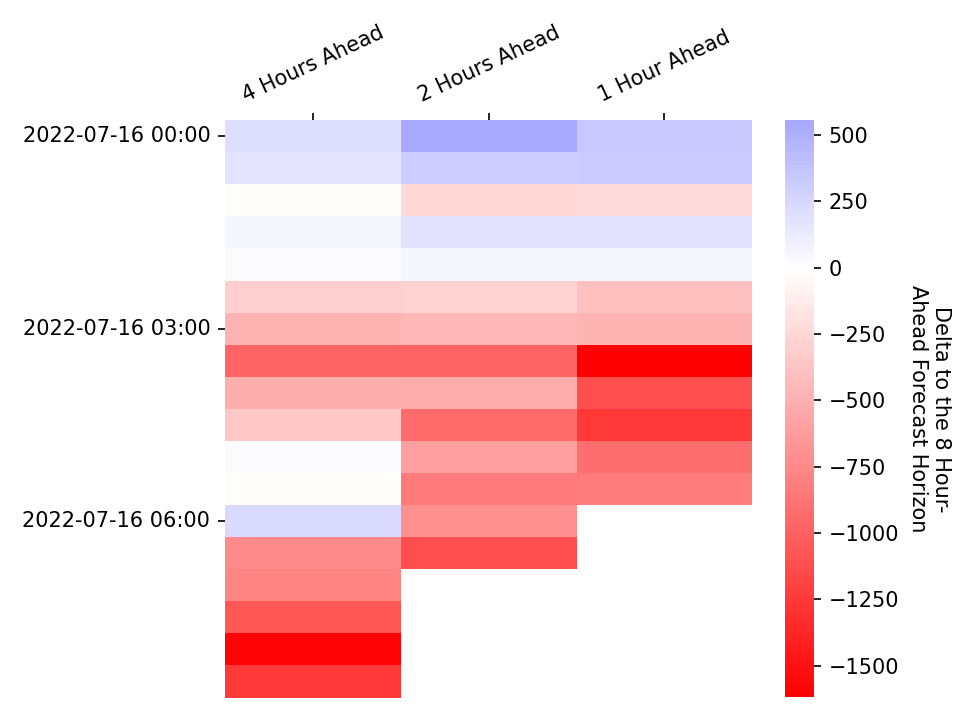 4 Hours Ahead
2 Hours Ahead
1 Hour Ahead
2022-07-16 00:00
2022-07-16 03:00
2022-07-16 06:00
500
250
0
−250
−500
−750
−1000
−1250
−1500
Delta to the 8 Hour-
Ahead Forecast Horizon